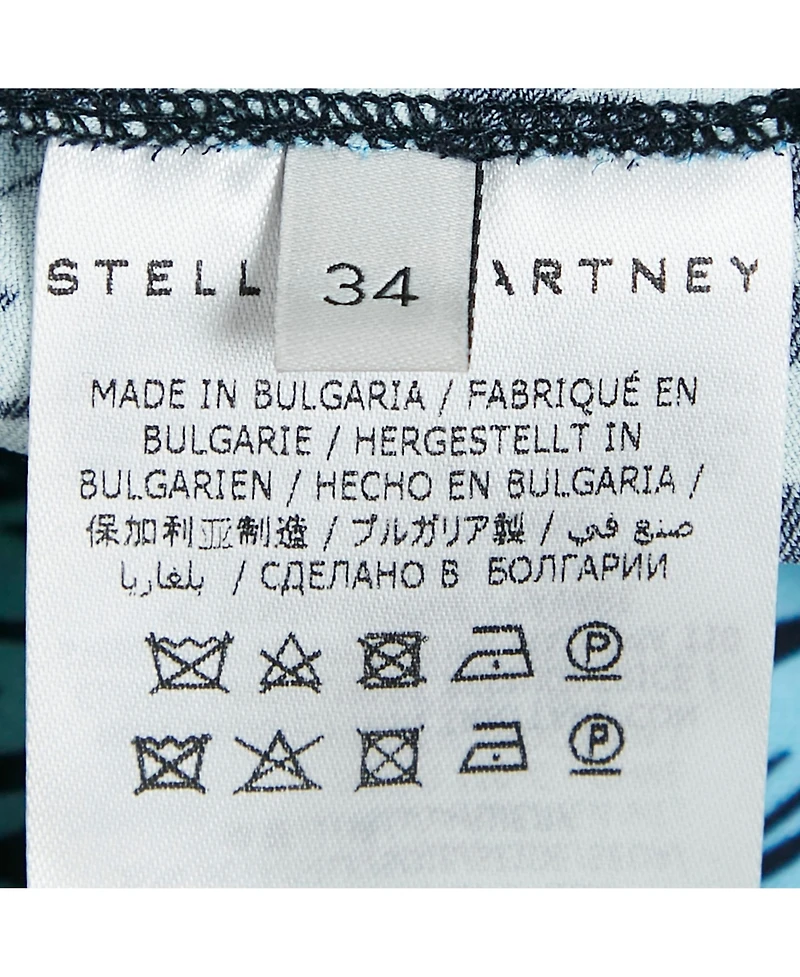 STELL ARTNEY
34
MADE IN BULGARIA / FABRIQUÉ EN
BULGARIE / HERGESTELLT IN
BULGARIEN / HECHO EN BULGARIA /
保加利亚制造 / ブルガリア製 / صنع في
بلغاريا / СДЕЛАНО В БОЛГАРИИ
P
P